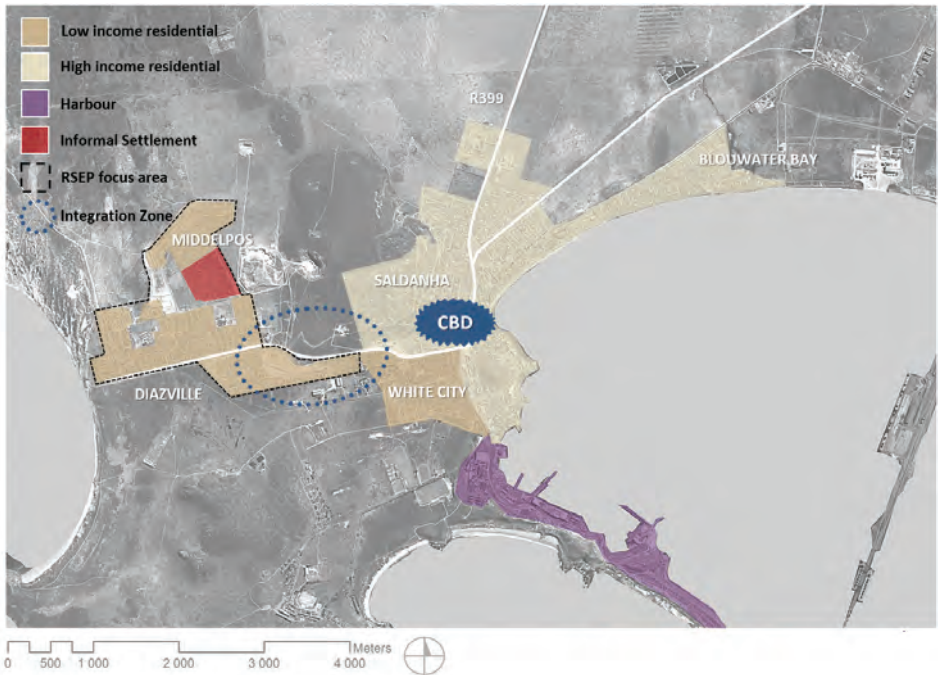 Low income residential
High income residential
Harbour
Informal Settlement
RSEP focus area
Integration Zone
R399
BLOUWATER BAY
MIDDELPOS
SALDANHA
CBD
DIAZVILLE
WHITE CITY
0 500 1 000 2 000 3 000 4 000 Meters